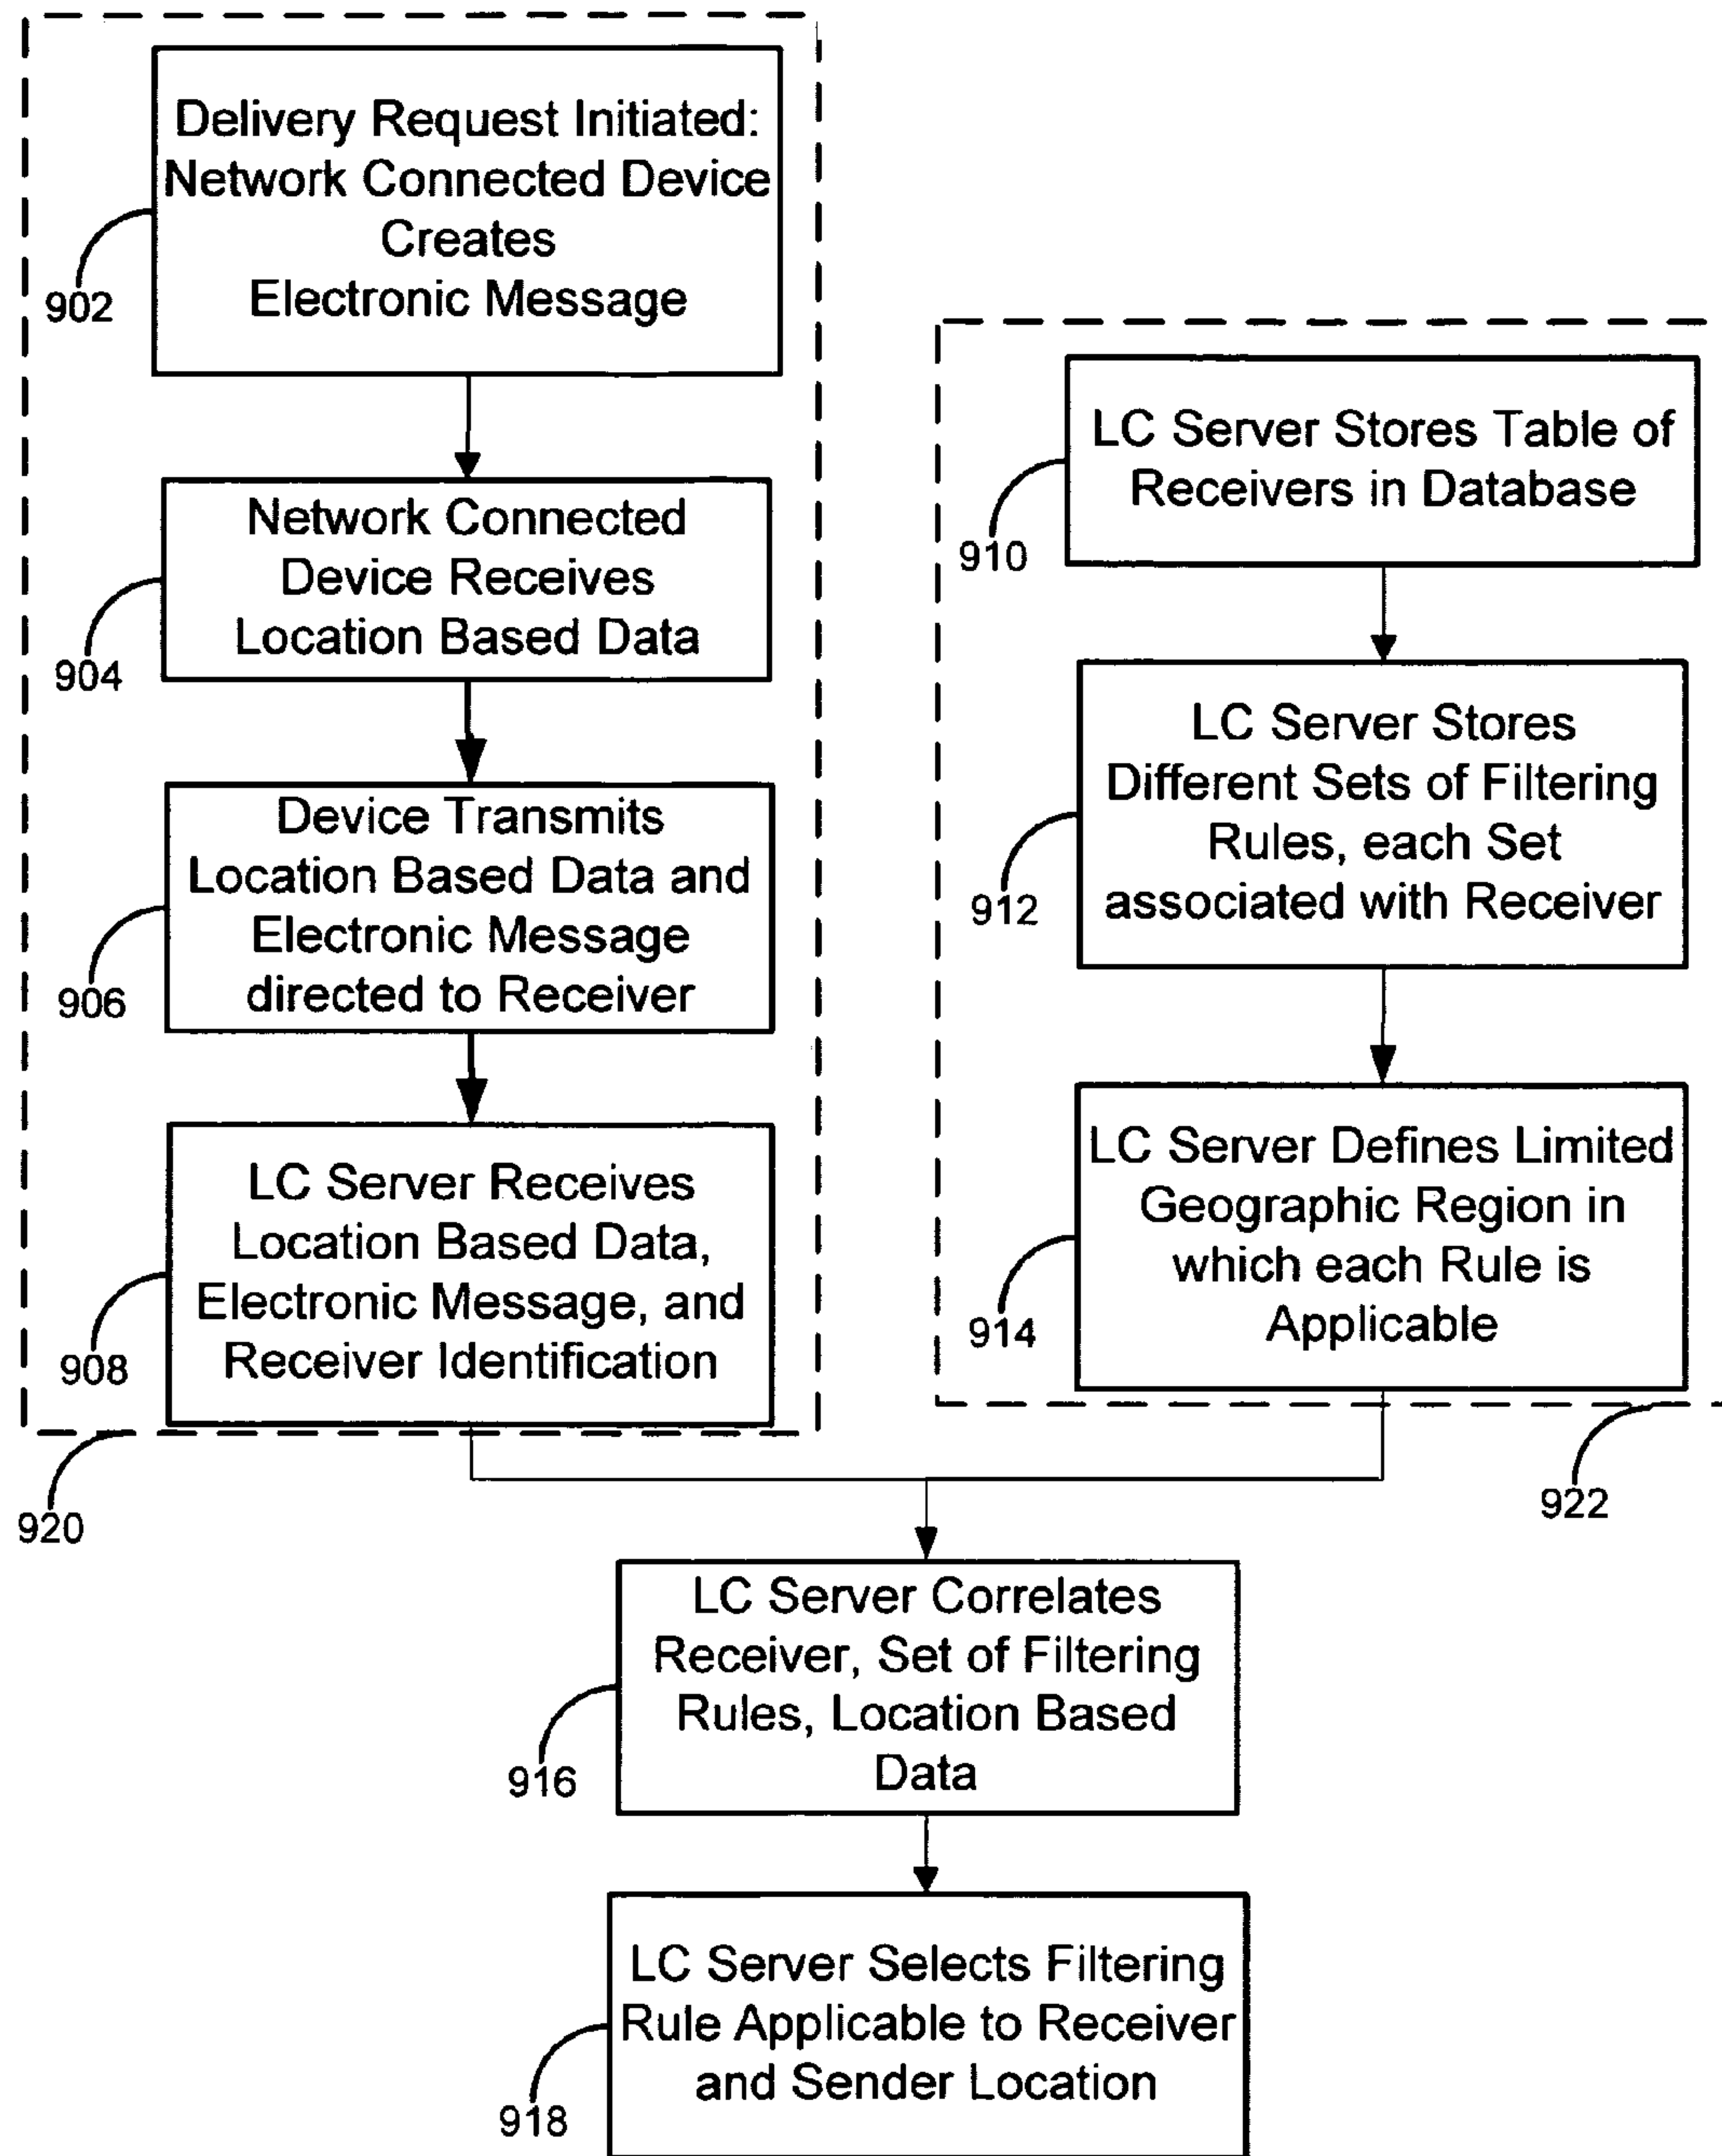 Delivery Request Initiated:
Network Connected Device
Creates
Electronic Message
902
Network Connected
Device Receives
Location Based Data
904
Device Transmits
Location Based Data and
Electronic Message
directed to Receiver
906
LC Server Receives
Location Based Data,
Electronic Message, and
Receiver Identification
908
920
LC Server Stores Table of
Receivers in Database
910
LC Server Stores
Different Sets of Filtering
Rules, each Set
associated with Receiver
912
LC Server Defines Limited
Geographic Region in
which each Rule is
Applicable
914
922
LC Server Correlates
Receiver, Set of Filtering
Rules, Location Based
Data
916
LC Server Selects Filtering
Rule Applicable to Receiver
and Sender Location
918